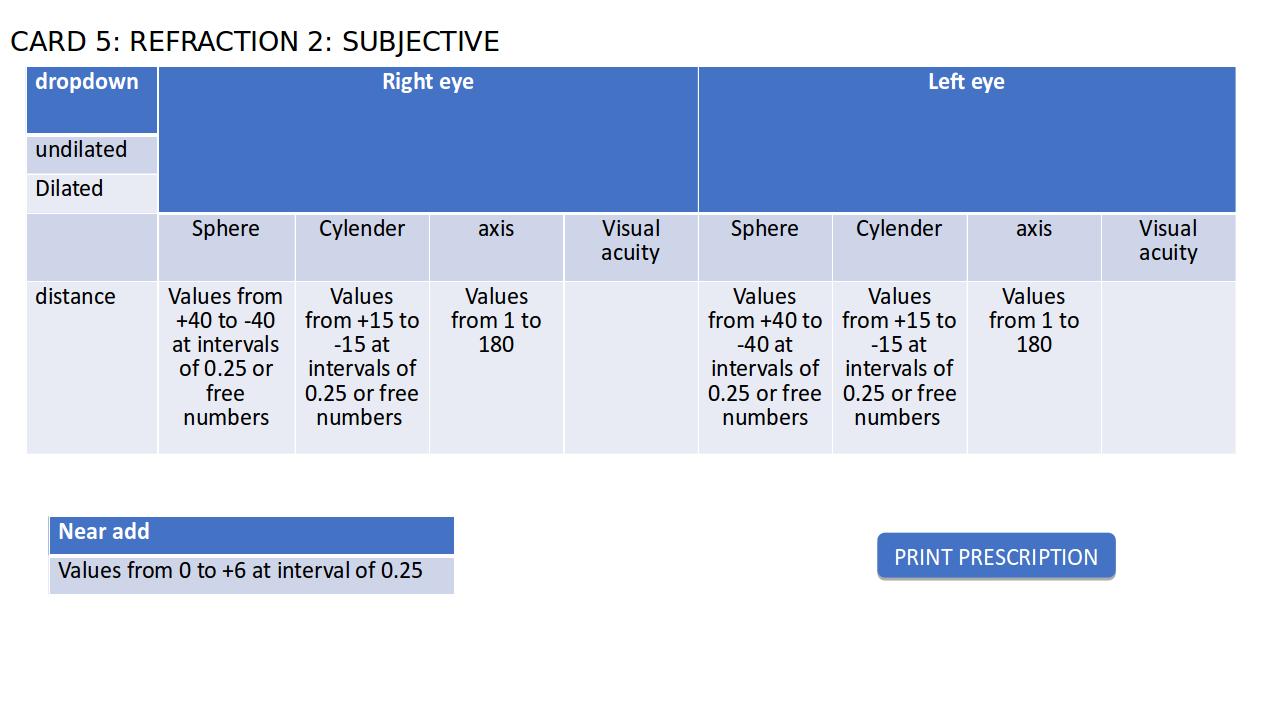 CARD 5: REFRACTION 2: SUBJECTIVE
dropdown
Right eye
Left eye
undilated
Dilated
Sphere
Cylender
axis
Visual
acuity
Sphere
Cylender
axis
Visual
acuity
distance
Values from
+40 to -40
at intervals
of 0.25 or
free
numbers
Values
from +15 to
-15 at
intervals of
0.25 or free
numbers
Values
from 1 to
180
Values
from +40 to
-40 at
intervals of
0.25 or free
numbers
Values
from +15 to
-15 at
intervals of
0.25 or free
numbers
Values
from 1 to
180
Near add
Values from 0 to +6 at interval of 0.25
PRINT PRESCRIPTION